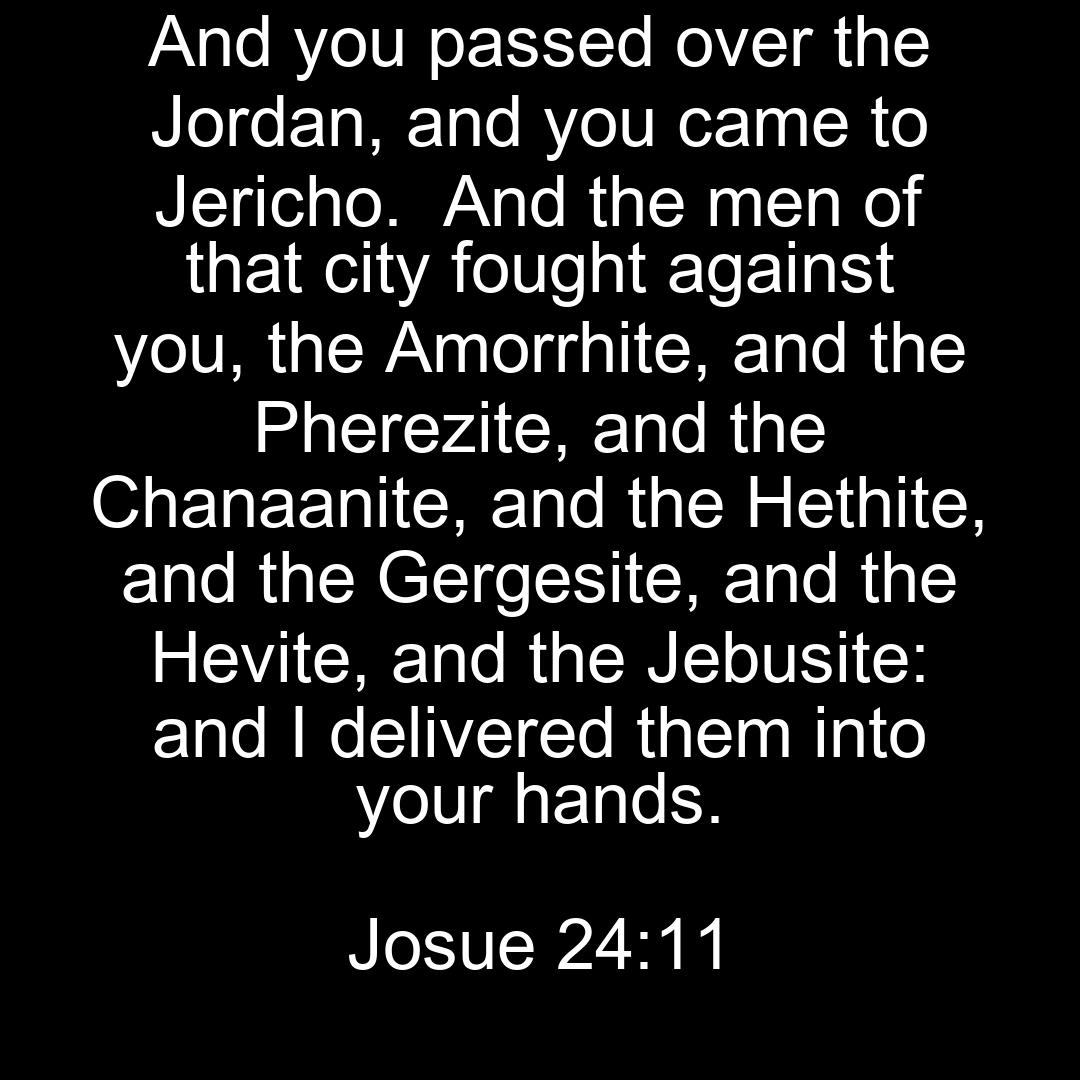 And you passed over the
Jordan, and you came to
Jericho.  And the men of
that city fought against
you, the Amorrhite, and the
Pherezite, and the
Chanaanite, and the Hethite,
and the Gergesite, and the
Hevite, and the Jebusite:
and I delivered them into
your hands.
Josue 24:11